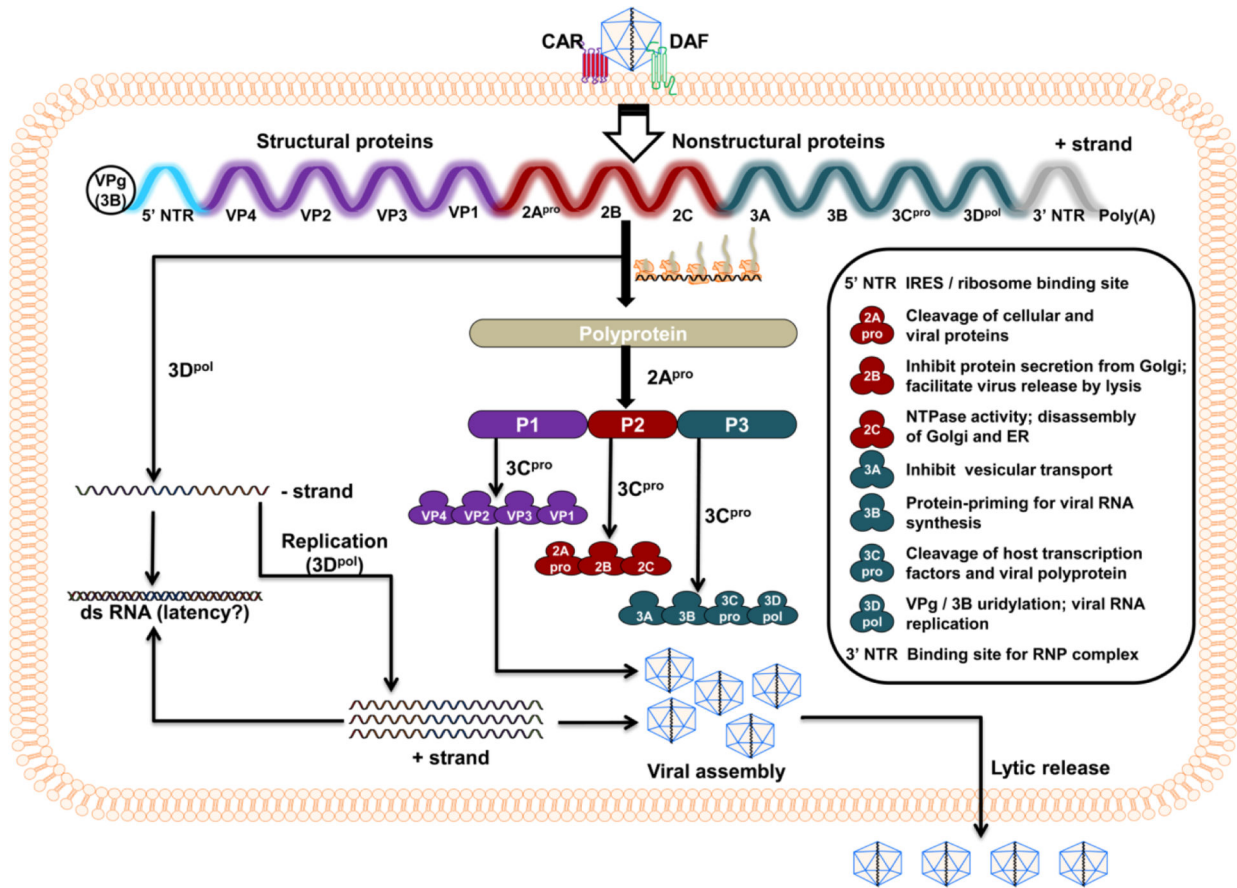 CAR
DAF
Structural proteins
Nonstructural proteins
+ strand
VPg
(3B)
5’ NTR
VP4
VP2
VP3
VP1
2Apro
2B
2C
3A
3B
3Cpro
3Dpol
3’ NTR
Poly(A)
Polyprotein
3Dpol
2Apro
P1
P2
P3
3Cpro
3Cpro
3Cpro
- strand
VP4
VP2
VP3
VP1
Replication
(3Dpol)
2A
pro
2B
2C
ds RNA (latency?)
3A
3B
3C
pro
3D
pol
+ strand
Viral assembly
Lytic release
5’ NTR IRES / ribosome binding site
2A
pro
Cleavage of cellular and
viral proteins
2B
Inhibit protein secretion from Golgi;
facilitate virus release by lysis
2C
NTPase activity; disassembly
of Golgi and ER
3A
Inhibit vesicular transport
3B
Protein-priming for viral RNA
synthesis
3C
pro
Cleavage of host transcription
factors and viral polyprotein
3D
pol
VPg / 3B uridylation; viral RNA
replication
3’ NTR Binding site for RNP complex